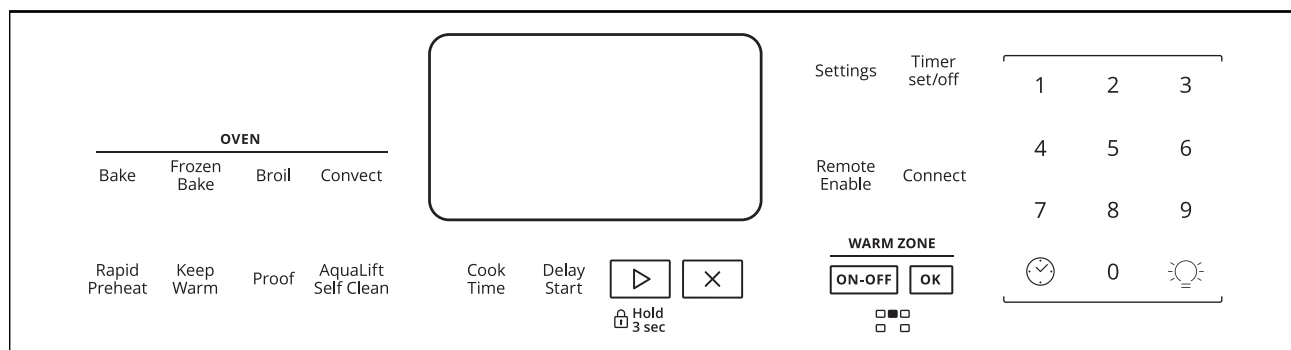 OVEN
Bake
Frozen
Bake
Broil
Convect
Rapid
Preheat
Keep
Warm
Proof
AquaLift
Self Clean
Cook
Time
Delay
Start
Hold
3 sec
Settings
Timer
set/off
Remote
Enable
Connect
WARM ZONE
ON-OFF
OK
1 2 3
4 5 6
7 8 9
0